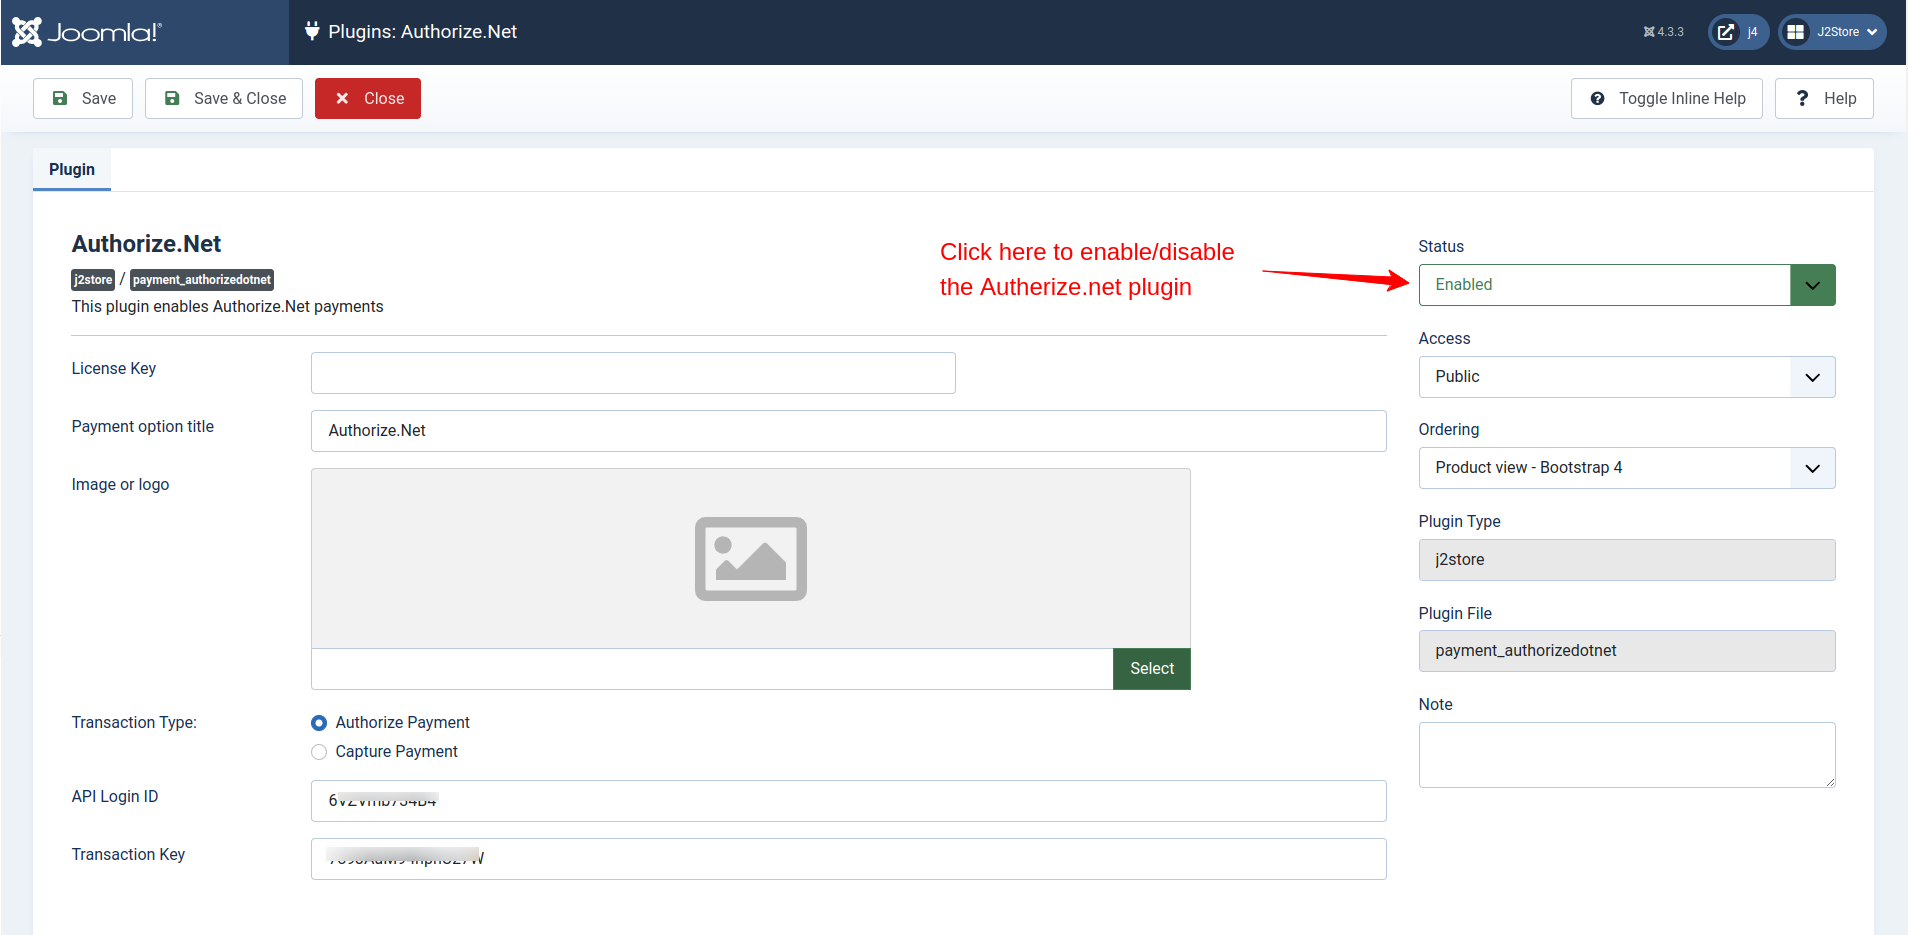 Joomla!®
Plugins: Authorize.Net
4.3.3
j4
J2Store
Save
Save & Close
Close
Toggle Inline Help
? Help
Plugin
Authorize.Net
j2store / payment_authorizedotnet
This plugin enables Authorize.Net payments
Click here to enable/disable
the Autherize.net plugin
Status
Enabled
Access
Public
Ordering
Product view - Bootstrap 4
Plugin Type
j2store
Plugin File
payment_authorizedotnet
Note
License Key
Payment option title
Authorize.Net
Image or logo
Select
Transaction Type:
Authorize Payment
Capture Payment
API Login ID
Transaction Key